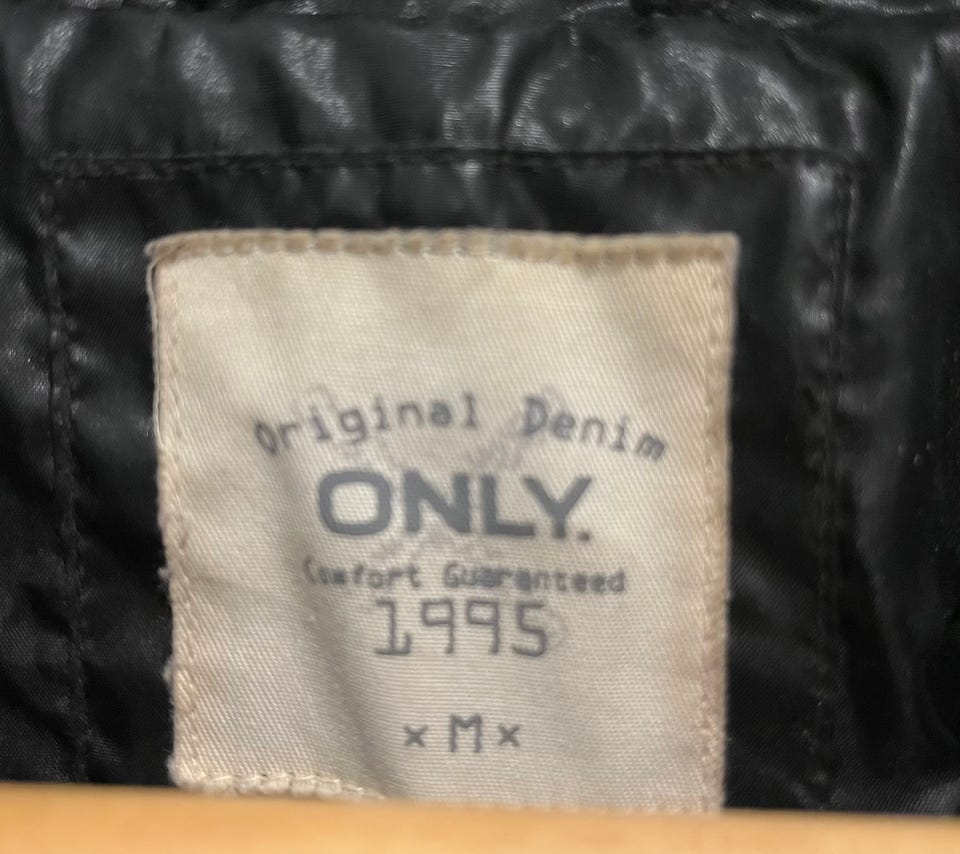 Original Denim
ONLY.
Comfort Guaranteed
1995
x M x